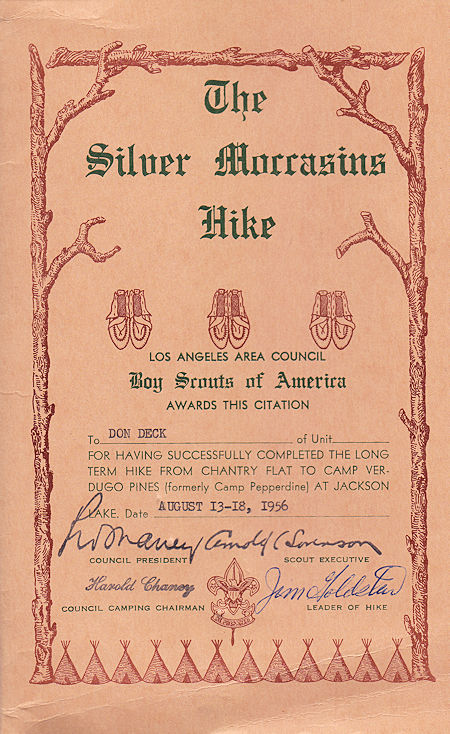 The
Silver Moccasins
Hike
LOS ANGELES AREA COUNCIL
Boy Scouts of America
AWARDS THIS CITATION
To DON DECK of Unit
FOR HAVING SUCCESSFULLY COMPLETED THE LONG
TERM HIKE FROM CHANTRY FLAT TO CAMP VER-
DUGO PINES (formerly Camp Pepperdine) AT JACKSON
LAKE. Date AUGUST 13-18, 1956
Arnold C Sorenson
COUNCIL PRESIDENT SCOUT EXECUTIVE
Harold Chaney Jim Goldstein
COUNCIL CAMPING CHAIRMAN LEADER OF HIKE